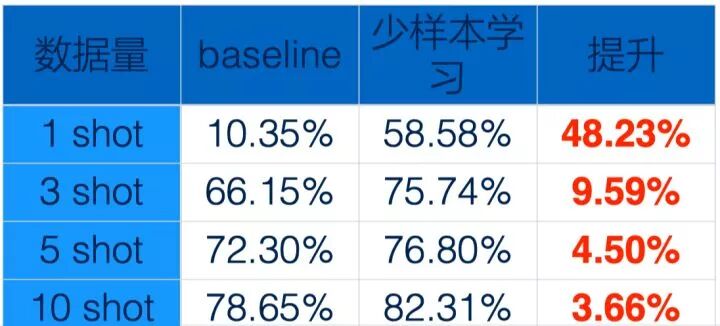 数据量 baseline 少样本学习 提升
1 shot 10.35% 58.58% 48.23%
3 shot 66.15% 75.74% 9.59%
5 shot 72.30% 76.80% 4.50%
10 shot 78.65% 82.31% 3.66%